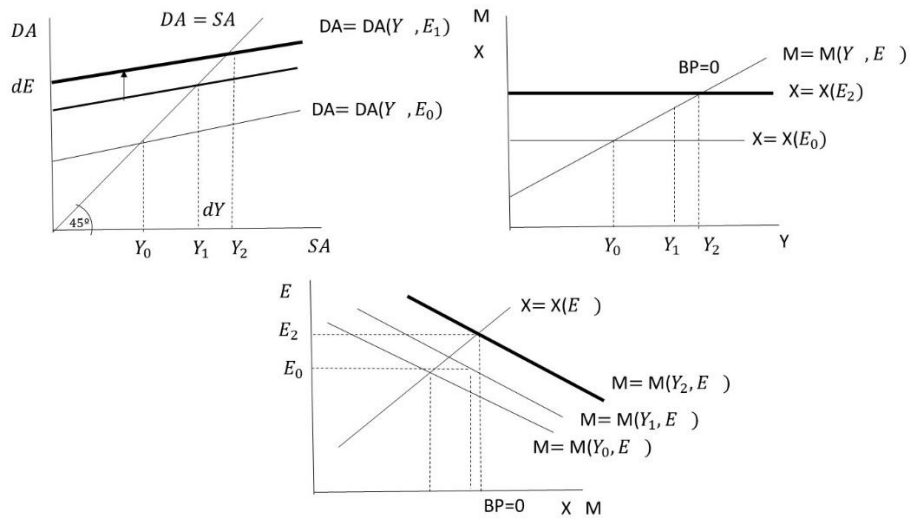 DA
DA = SA
DA= DA(Y , E₁)
dE
DA= DA(Y , E₀)
45º
dY
Y₀
Y₁
Y₂
SA
M
X
M= M(Y , E )
BP=0
X= X(E₂)
X= X(E₀)
Y₀
Y₁
Y₂
Y
E
X= X(E )
E₂
E₀
M= M(Y₂, E )
M= M(Y₁, E )
M= M(Y₀, E )
BP=0
X M